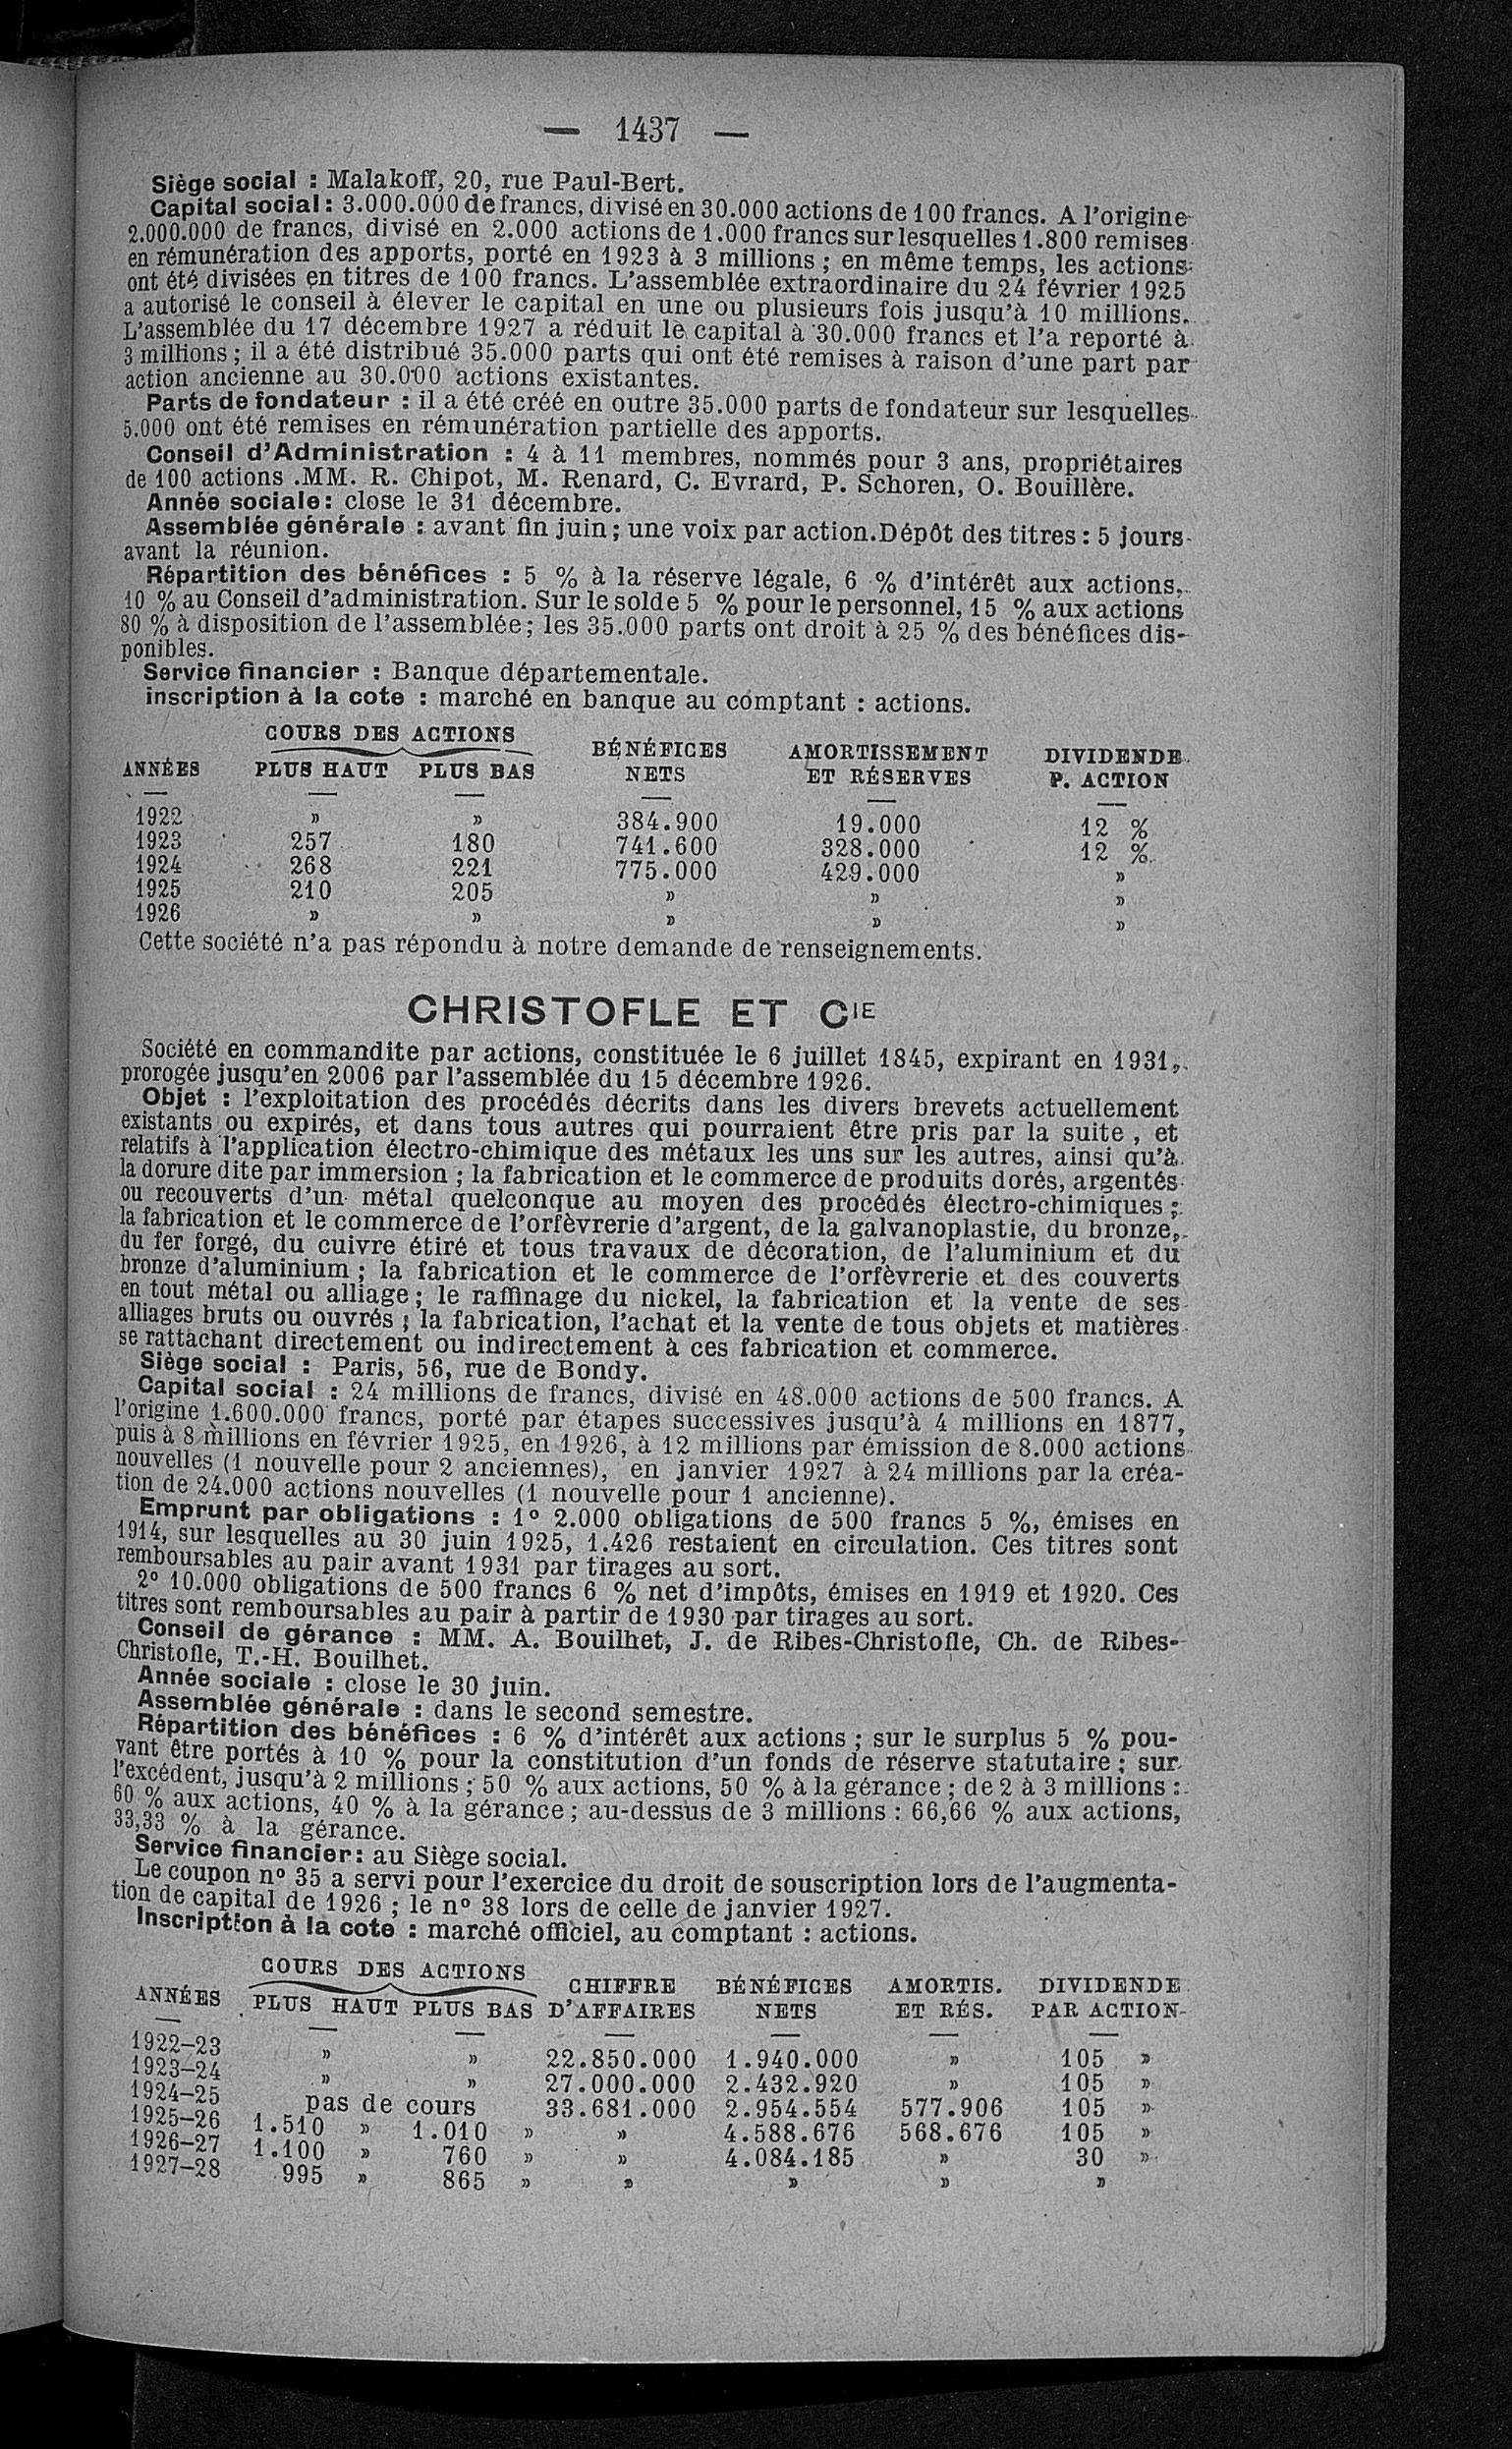 — 1437 —
Siège social : Malakoff, 20, rue Paul-Bert.
Capital social : 3.000.000 de francs, divisé en 30.000 actions de 100 francs. A l'origine
2.000.000 de francs, divisé en 2.000 actions de 1.000 francs sur lesquelles 1.800 remises
en rémunération des apports, porté en 1923 à 3 millions ; en même temps, les actions
ont été divisées en titres de 100 francs. L'assemblée extraordinaire du 24 février 1925
a autorisé le conseil à élever le capital en une ou plusieurs fois jusqu'à 10 millions.
L'assemblée du 17 décembre 1927 a réduit le capital à 30.000 francs et l'a reporté à
3 millions ; il a été distribué 35.000 parts qui ont été remises à raison d'une part par
action ancienne au 30.000 actions existantes.
Parts de fondateur : il a été créé en outre 35.000 parts de fondateur sur lesquelles
5.000 ont été remises en rémunération partielle des apports.
Conseil d'Administration : 4 à 11 membres, nommés pour 3 ans, propriétaires
de 100 actions .MM. R. Chipot, M. Renard, C. Evrard, P. Schoren, O. Bouillère.
Année sociale : close le 31 décembre.
Assemblée générale : avant fin juin ; une voix par action. Dépôt des titres : 5 jours
avant la réunion.
Répartition des bénéfices : 5 % à la réserve légale, 6 % d'intérêt aux actions,
10 % au Conseil d'administration. Sur le solde 5 % pour le personnel, 15 % aux actions
80 % à disposition de l'assemblée ; les 35.000 parts ont droit à 25 % des bénéfices dis-
ponibles.
Service financier : Banque départementale.
inscription à la cote : marché en banque au comptant : actions.
COURS DES ACTIONS BÉNÉFICES AMORTISSEMENT DIVIDENDE
ANNÉES PLUS HAUT PLUS BAS NETS ET RÉSERVES P. ACTION
1922 » » 384.900 19.000 12 %
1923 257 180 741.600 328.000 12 %
1924 268 221 775.000 429.000 »
1925 210 205 » » »
1926 » » » » »
Cette société n'a pas répondu à notre demande de renseignements.
CHRISTOFLE ET CIE
Société en commandite par actions, constituée le 6 juillet 1845, expirant en 1931,
prorogée jusqu'en 2006 par l'assemblée du 15 décembre 1926.
Objet : l'exploitation des procédés décrits dans les divers brevets actuellement
existants ou expirés, et dans tous autres qui pourraient être pris par la suite , et
relatifs à l'application électro-chimique des métaux les uns sur les autres, ainsi qu'à
la dorure dite par immersion ; la fabrication et le commerce de produits dorés, argentés
ou recouverts d'un métal quelconque au moyen des procédés électro-chimiques ;
la fabrication et le commerce de l'orfèvrerie d'argent, de la galvanoplastie, du bronze,
du fer forgé, du cuivre étiré et tous travaux de décoration, de l'aluminium et du
bronze d'aluminium ; la fabrication et le commerce de l'orfèvrerie et des couverts
en tout métal ou alliage ; le raffinage du nickel, la fabrication et la vente de ses
alliages bruts ou ouvrés ; la fabrication, l'achat et la vente de tous objets et matières
se rattachant directement ou indirectement à ces fabrication et commerce.
Siège social : Paris, 56, rue de Bondy.
Capital social : 24 millions de francs, divisé en 48.000 actions de 500 francs. A
l'origine 1.600.000 francs, porté par étapes successives jusqu'à 4 millions en 1877,
puis à 8 millions en février 1925, en 1926, à 12 millions par émission de 8.000 actions
nouvelles (1 nouvelle pour 2 anciennes), en janvier 1927 à 24 millions par la créa-
tion de 24.000 actions nouvelles (1 nouvelle pour 1 ancienne).
Emprunt par obligations : 1º 2.000 obligations de 500 francs 5 %, émises en
1914, sur lesquelles au 30 juin 1925, 1.426 restaient en circulation. Ces titres sont
remboursables au pair avant 1931 par tirages au sort.
2º 10.000 obligations de 500 francs 6 % net d'impôts, émises en 1919 et 1920. Ces
titres sont remboursables au pair à partir de 1930 par tirages au sort.
Conseil de gérance : MM. A. Bouilhet, J. de Ribes-Christofle, Ch. de Ribes-
Christofle, T.-H. Bouilhet.
Année sociale : close le 30 juin.
Assemblée générale : dans le second semestre.
Répartition des bénéfices : 6 % d'intérêt aux actions ; sur le surplus 5 % pou-
vant être portés à 10 % pour la constitution d'un fonds de réserve statutaire ; sur
l'excédent, jusqu'à 2 millions ; 50 % aux actions, 50 % à la gérance ; de 2 à 3 millions :
60 % aux actions, 40 % à la gérance ; au-dessus de 3 millions : 66,66 % aux actions,
33,33 % à la gérance.
Service financier : au Siège social.
Le coupon nº 35 a servi pour l'exercice du droit de souscription lors de l'augmenta-
tion de capital de 1926 ; le nº 38 lors de celle de janvier 1927.
Inscription à la cote : marché officiel, au comptant : actions.
COURS DES ACTIONS CHIFFRE BÉNÉFICES AMORTIS. DIVIDENDE
ANNÉES PLUS HAUT PLUS BAS D'AFFAIRES NETS ET RÉS. PAR ACTION
1922-23 » » 22.850.000 1.940.000 » 105 »
1923-24 » » 27.000.000 2.432.920 » 105 »
1924-25 pas de cours 33.681.000 2.954.554 577.906 105 »
1925-26 1.510 » 1.010 » » 4.588.676 568.676 105 »
1926-27 1.100 » 760 » » 4.084.185 » 30 »
1927-28 995 » 865 » » » » »